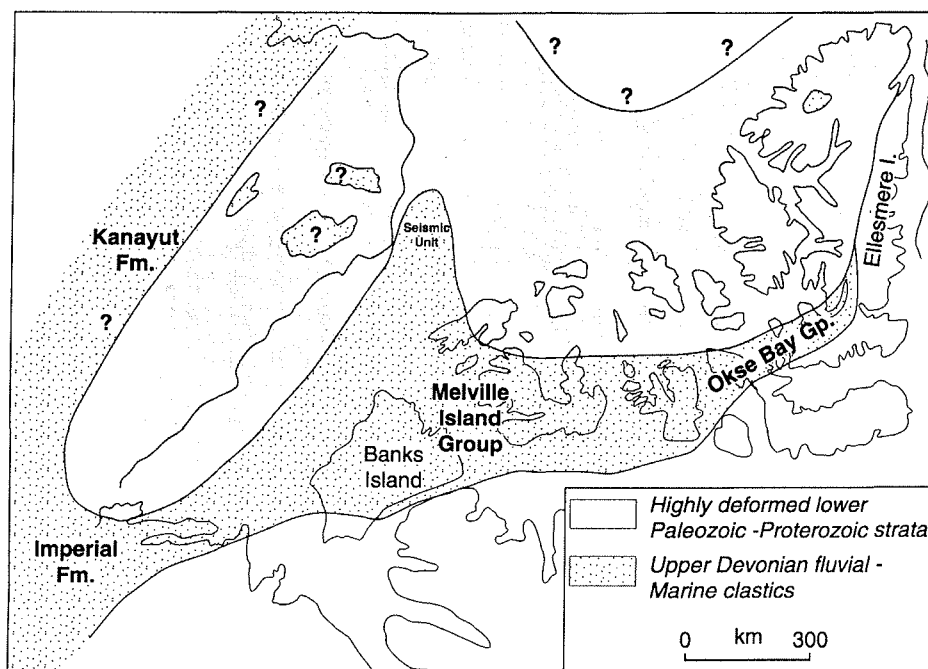 ?
?
?
?
?
?
?
Kanayut
Fm.
?
Seismic
Unit
Ellesmere I.
Okse Bay Gp.
Melville
Island
Group
Banks
Island
Imperial
Fm.
Highly deformed lower
Paleozoic -Proterozoic strata
Upper Devonian fluvial -
Marine clastics
0 km 300